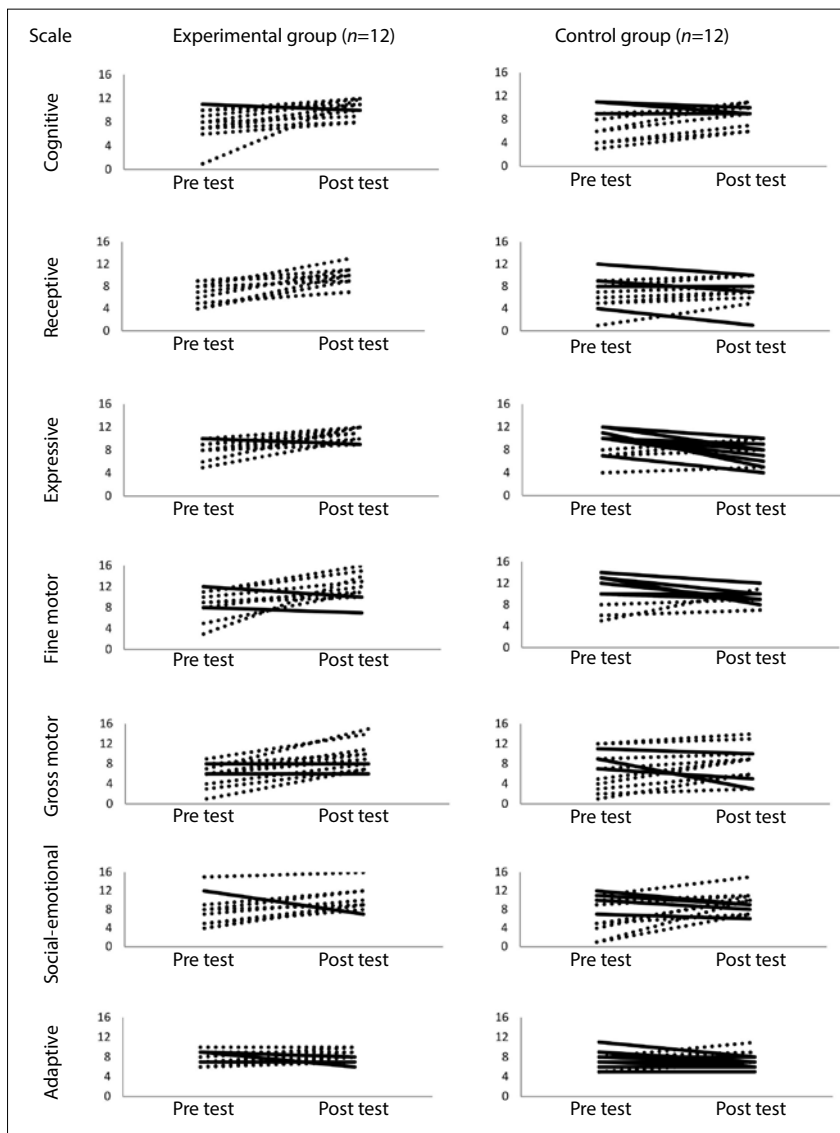 Scale Experimental group (n=12) Control group (n=12)
Cognitive
16 16
12 12
8 8
4 4
0 0
Pre test Post test Pre test Post test
Receptive
16 16
12 12
8 8
4 4
0 0
Pre test Post test Pre test Post test
Expressive
16 16
12 12
8 8
4 4
0 0
Pre test Post test Pre test Post test
Fine motor
16 16
12 12
8 8
4 4
0 0
Pre test Post test Pre test Post test
Gross motor
16 16
12 12
8 8
4 4
0 0
Pre test Post test Pre test Post test
Social-emotional
16 16
12 12
8 8
4 4
0 0
Pre test Post test Pre test Post test
Adaptive
16 16
12 12
8 8
4 4
0 0
Pre test Post test Pre test Post test